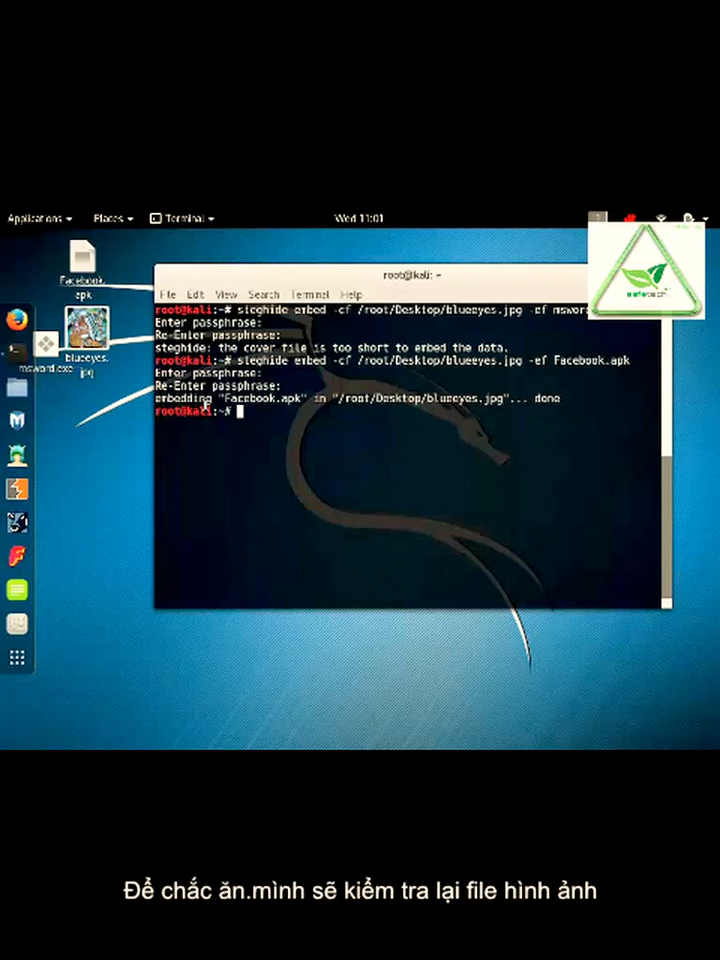 Applications Places Terminal Wed 11:01 1
Facebook.
apk
blueeyes.
jpg
msword.exe
root@kali: ~
File Edit View Search Terminal Help
root@kali:~# steghide embed -cf /root/Desktop/blueeyes.jpg -ef mswor
Enter passphrase:
Re-Enter passphrase:
steghide: the cover file is too short to embed the data.
root@kali:~# steghide embed -cf /root/Desktop/blueeyes.jpg -ef Facebook.apk
Enter passphrase:
Re-Enter passphrase:
embedding "Facebook.apk" in "/root/Desktop/blueeyes.jpg"... done
root@kali:~#
safetech
Để chắc ăn.mình sẽ kiểm tra lại file hình ảnh